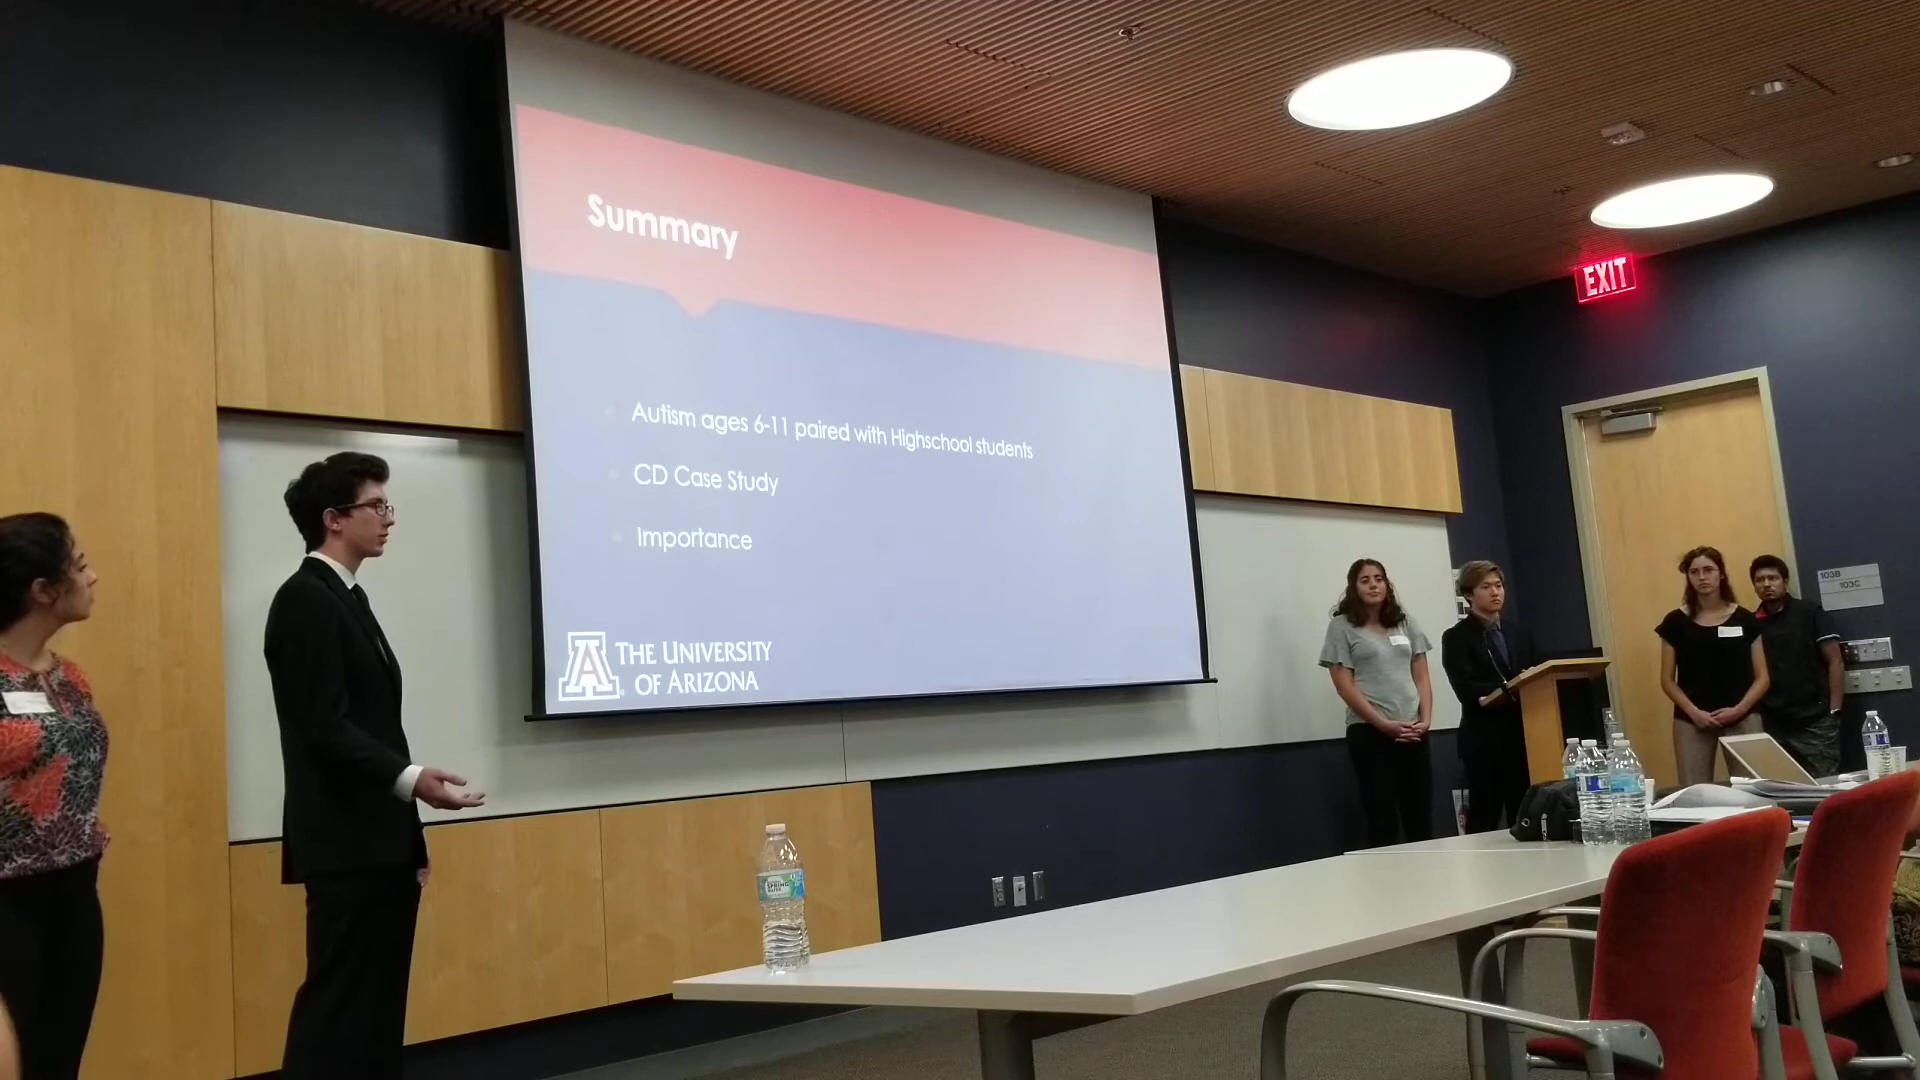 Summary
Autism ages 6-11 paired with Highschool students
CD Case Study
Importance
A
THE UNIVERSITY
OF ARIZONA
EXIT
103B
103C
SPRING